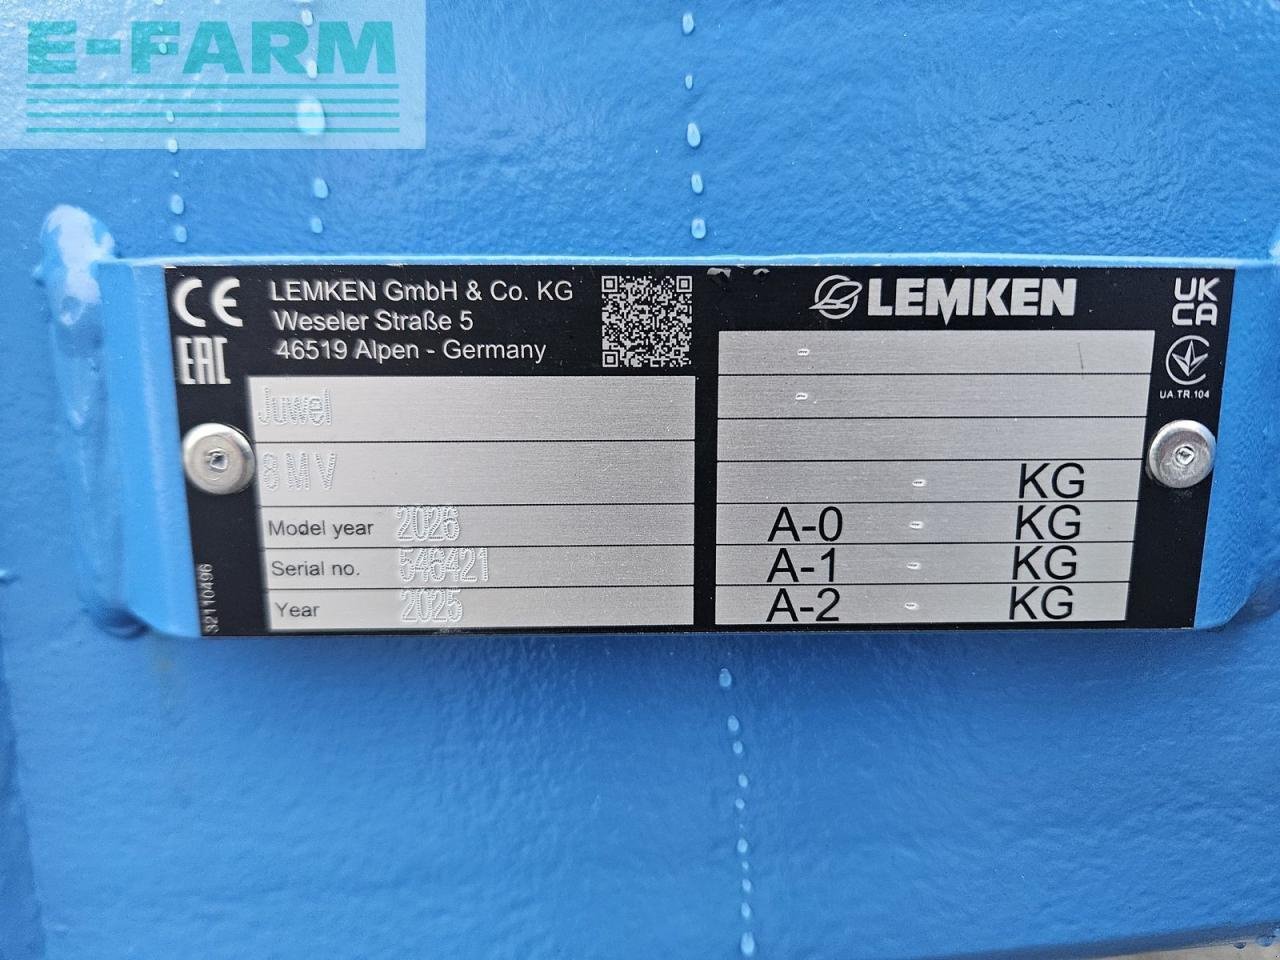 E-FARM
CE
LEMKEN GmbH & Co. KG
Weseler Straße 5
46519 Alpen - Germany
EAC
Juwel
8 MV
Model year 2026
Serial no. 546421
Year 2025
32110496
LEMKEN
-
-
- KG
A-0 - KG
A-1 - KG
A-2 - KG
UK
CA
UA.TR.104